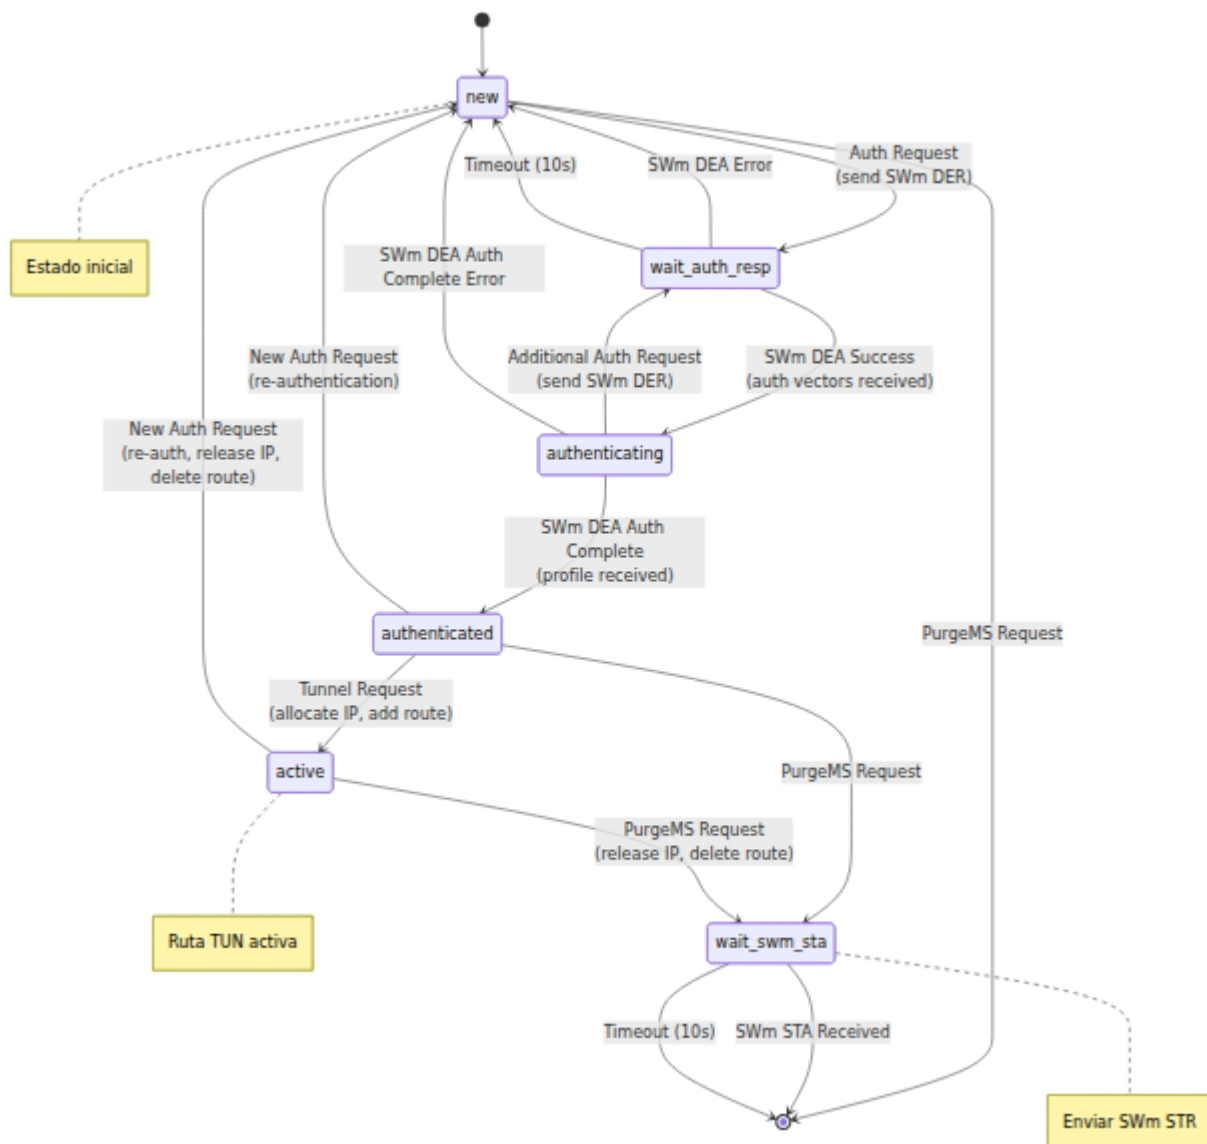 new
Timeout (10s)
SWm DEA Error
Auth Request
(send SWm DER)
Estado inicial
SWm DEA Auth
Complete Error
wait_auth_resp
New Auth Request
(re-authentication)
Additional Auth Request
(send SWm DER)
SWm DEA Success
(auth vectors received)
New Auth Request
(re-auth, release IP,
delete route)
authenticating
SWm DEA Auth
Complete
(profile received)
authenticated
PurgeMS Request
Tunnel Request
(allocate IP, add route)
active
PurgeMS Request
PurgeMS Request
(release IP, delete route)
Ruta TUN activa
wait_swm_sta
Timeout (10s)
SWm STA Received
Enviar SWm STR